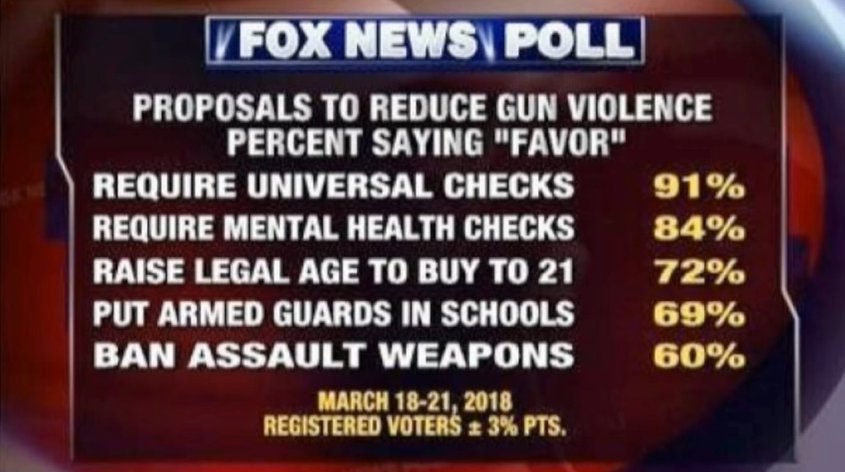 FOX NEWS POLL
PROPOSALS TO REDUCE GUN VIOLENCE
PERCENT SAYING "FAVOR"
REQUIRE UNIVERSAL CHECKS 91%
REQUIRE MENTAL HEALTH CHECKS 84%
RAISE LEGAL AGE TO BUY TO 21 72%
PUT ARMED GUARDS IN SCHOOLS 69%
BAN ASSAULT WEAPONS 60%
MARCH 18-21, 2018
REGISTERED VOTERS ± 3% PTS.